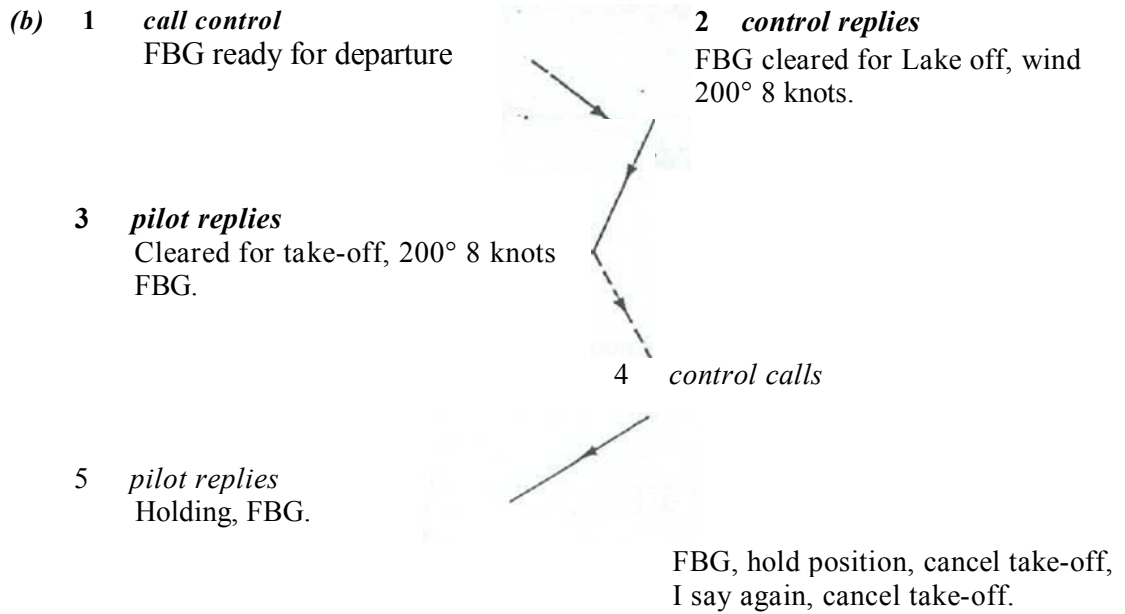 (b) 1 call control
FBG ready for departure
2 control replies
FBG cleared for Lake off, wind
200° 8 knots.
3 pilot replies
Cleared for take-off, 200° 8 knots
FBG.
4 control calls
5 pilot replies
Holding, FBG.
FBG, hold position, cancel take-off,
I say again, cancel take-off.